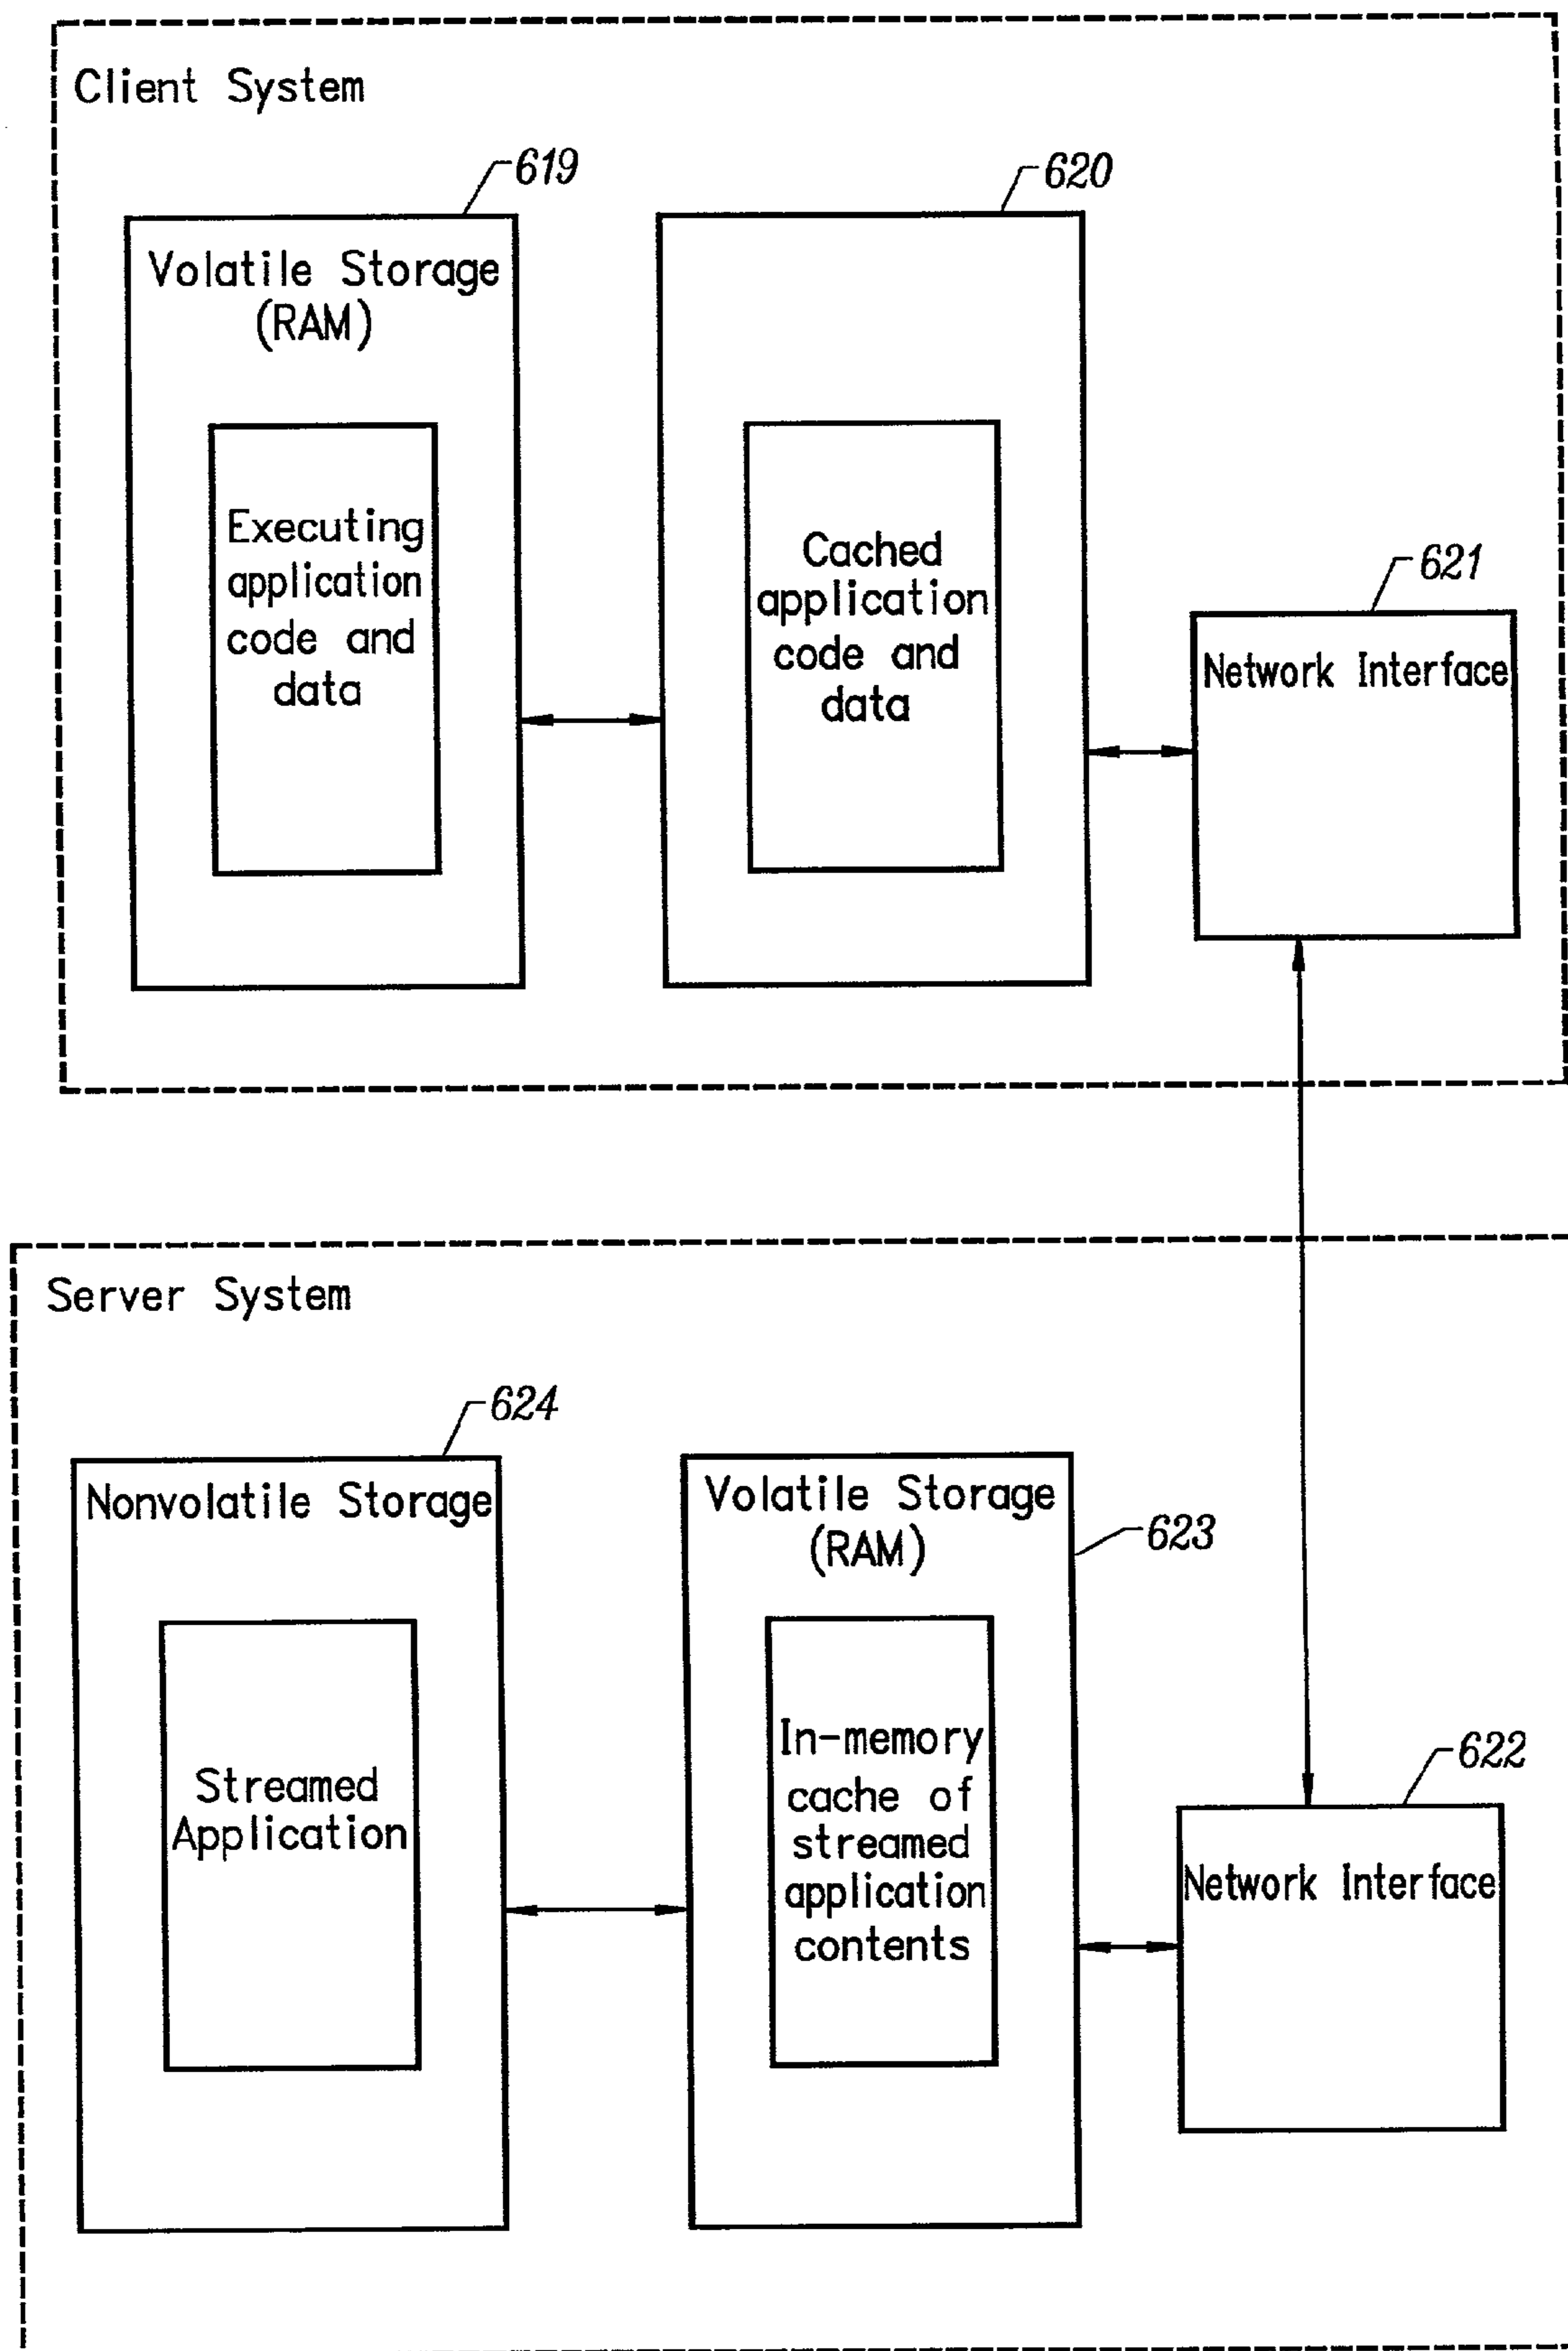 Client System
619
620
Volatile Storage
(RAM)
Executing
application
code and
data
Cached
application
code and
data
621
Network Interface
Server System
624
Nonvolatile Storage
Volatile Storage
(RAM)
623
Streamed
Application
In-memory
cache of
streamed
application
contents
622
Network Interface